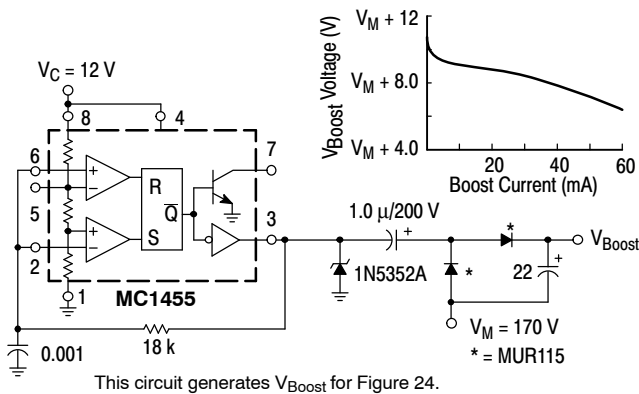 V_C = 12 V
8
4
6
7
5
R
Q̅
S
3
2
1
MC1455
18 k
0.001
V_Boost Voltage (V)
V_M + 12
V_M + 8.0
V_M + 4.0
20
40
60
Boost Current (mA)
1.0 μ/200 V
+
*
*
+
22
V_Boost
1N5352A
V_M = 170 V
* = MUR115
+
−
+
−
This circuit generates V_Boost for Figure 24.